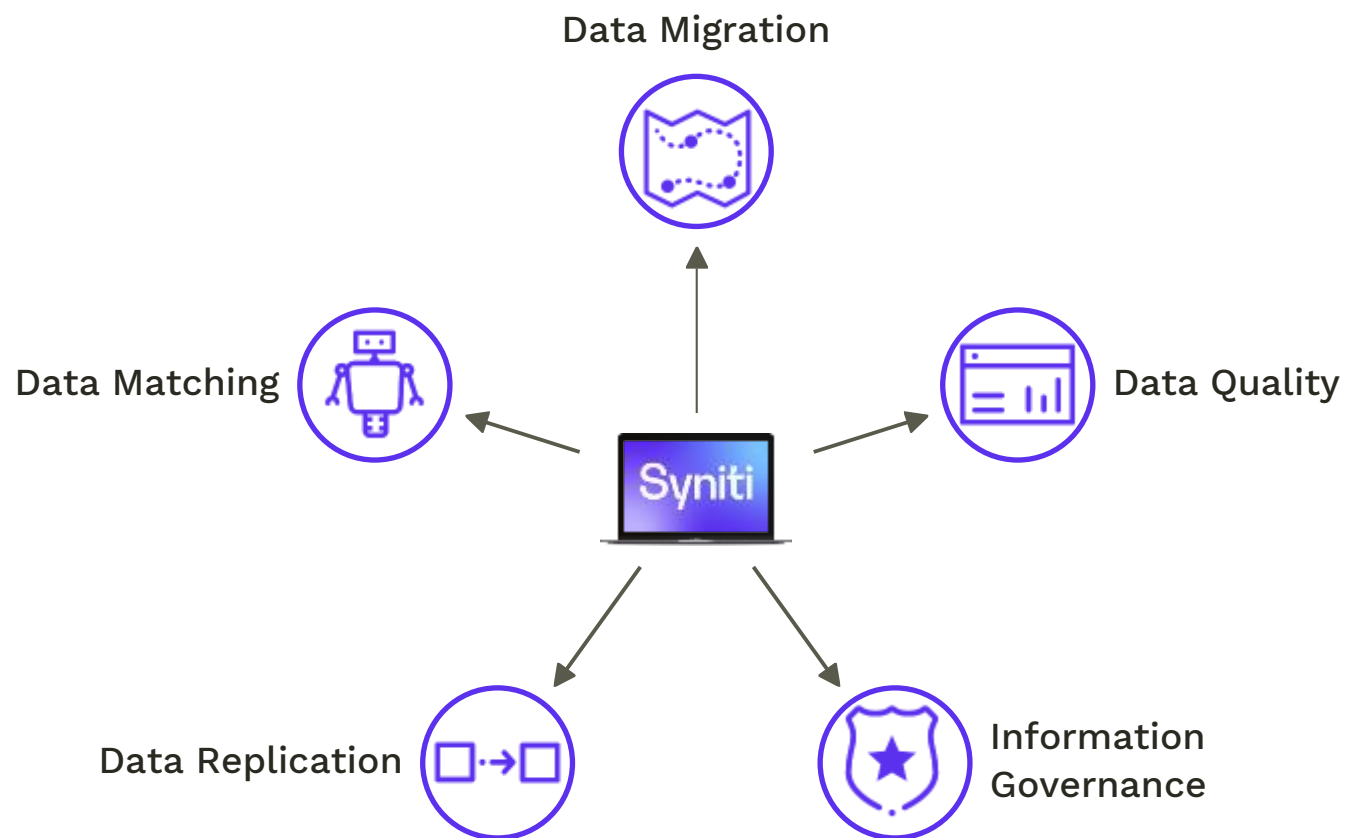 Data Migration
Data Matching
Data Quality
Syniti
Data Replication
Information
Governance